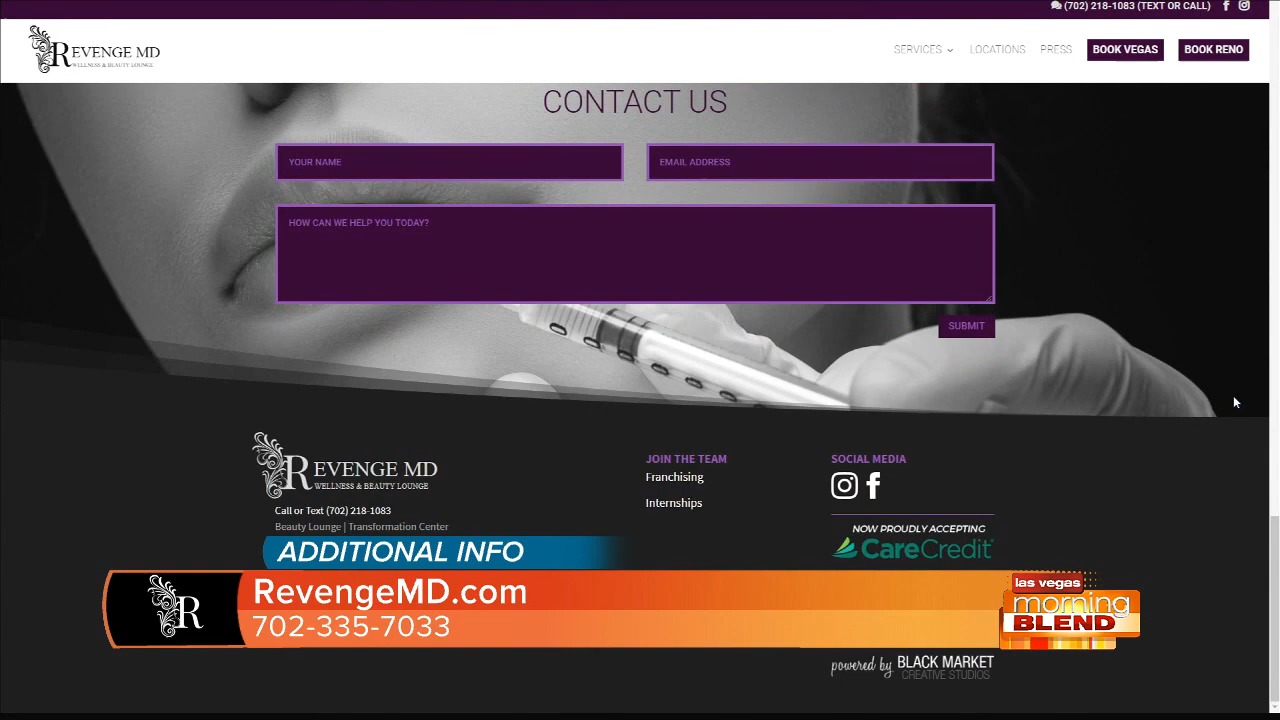 (702) 218-1083 (TEXT OR CALL)
REVENGE MD
WELLNESS & BEAUTY LOUNGE
SERVICES
LOCATIONS
PRESS
BOOK VEGAS
BOOK RENO
CONTACT US
YOUR NAME
EMAIL ADDRESS
HOW CAN WE HELP YOU TODAY?
SUBMIT
REVENGE MD
WELLNESS & BEAUTY LOUNGE
Call or Text (702) 218-1083
Beauty Lounge | Transformation Center
JOIN THE TEAM
Franchising
Internships
SOCIAL MEDIA
NOW PROUDLY ACCEPTING
CareCredit
ADDITIONAL INFO
R
RevengeMD.com
702-335-7033
las vegas
morning
BLEND
powered by BLACK MARKET
CREATIVE STUDIOS